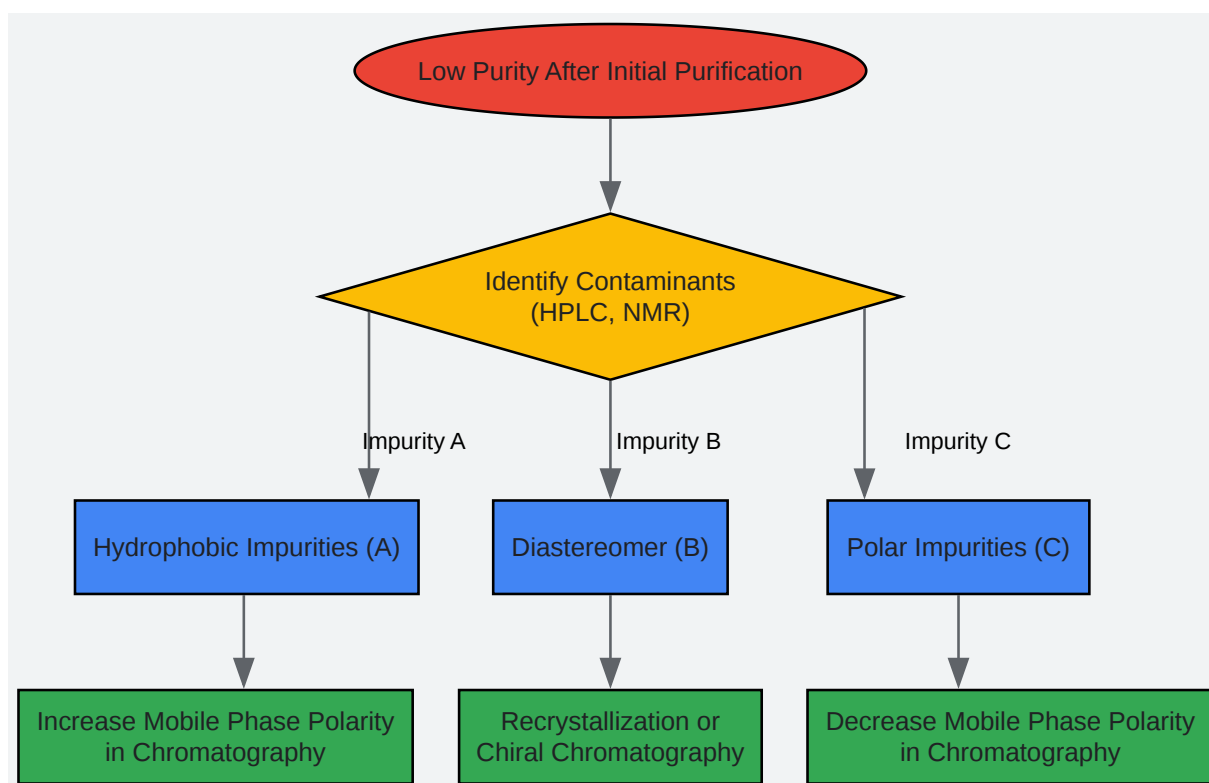 Low Purity After Initial Purification
Identify Contaminants
(HPLC, NMR)
Impurity A
Impurity B
Impurity C
Hydrophobic Impurities (A)
Diastereomer (B)
Polar Impurities (C)
Increase Mobile Phase Polarity
in Chromatography
Recrystallization or
Chiral Chromatography
Decrease Mobile Phase Polarity
in Chromatography